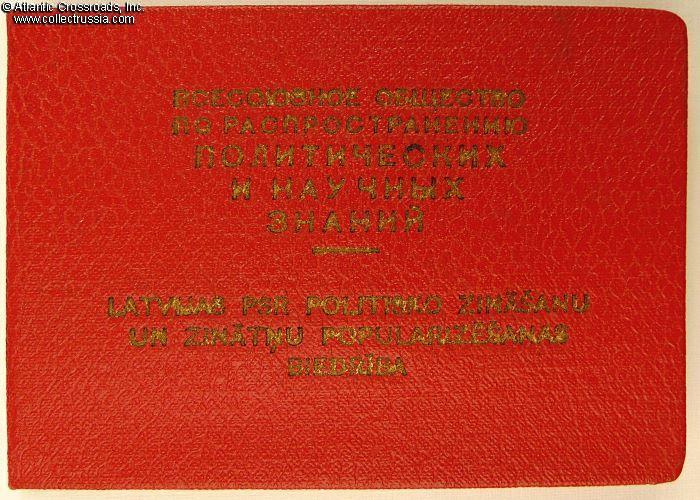 © Atlantic Crossroads, Inc.
www.collectrussia.com
ВСЕСОЮЗНОЕ ОБЩЕСТВО
ПО РАСПРОСТРАНЕНИЮ
ПОЛИТИЧЕСКИХ
И НАУЧНЫХ
ЗНАНИЙ
LATVIJAS PSR POLITISKO ZINĀŠANU
UN ZINĀTŅU POPULARIZĒŠANAS
BIEDRĪBA